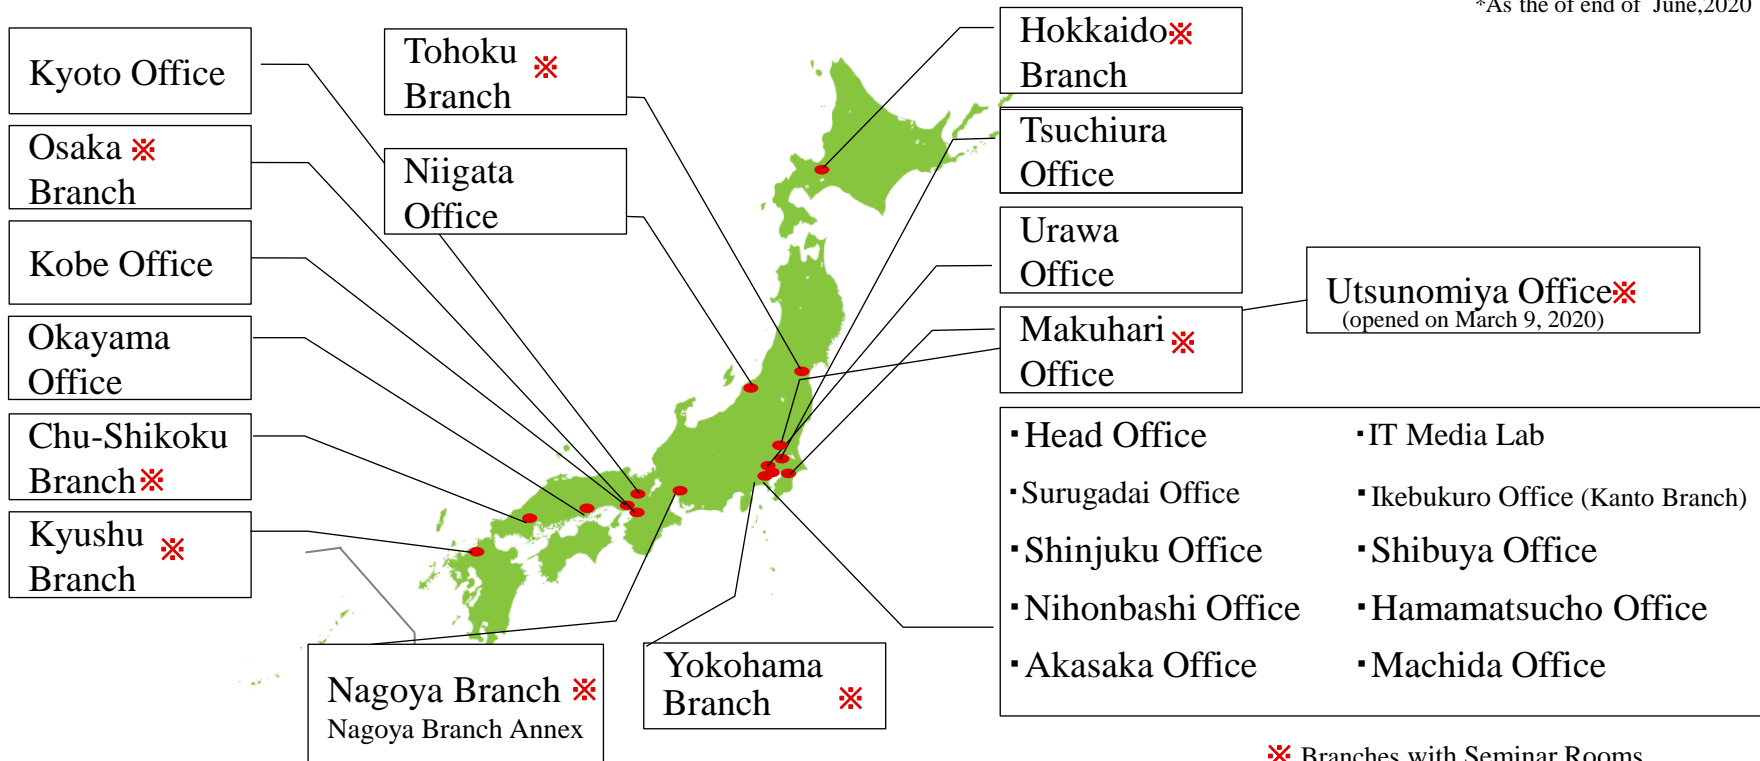 *As the of end of June,2020
Kyoto Office
Osaka ※
Branch
Kobe Office
Okayama
Office
Chu-Shikoku
Branch※
Kyushu ※
Branch
Tohoku ※
Branch
Niigata
Office
Hokkaido※
Branch
Tsuchiura
Office
Urawa
Office
Makuhari ※
Office
Utsunomiya Office※
(opened on March 9, 2020)
・Head Office
・IT Media Lab
・Surugadai Office
・Ikebukuro Office (Kanto Branch)
・Shinjuku Office
・Shibuya Office
・Nihonbashi Office
・Hamamatsucho Office
・Akasaka Office
・Machida Office
Nagoya Branch ※
Nagoya Branch Annex
Yokohama
Branch ※
※ Branches with Seminar Rooms